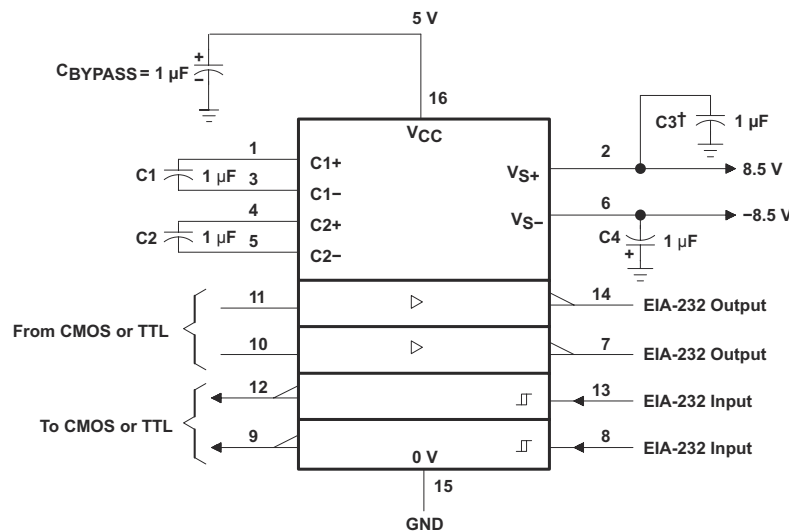 5 V
CBYPASS = 1 µF
+
−
16
VCC
C3† 1 µF
1
C1+
2
VS+
8.5 V
C1 1 µF
3
C1−
4
C2+
6
VS−
−8.5 V
C2 1 µF
5
C2−
C4 1 µF
+
11
14
EIA-232 Output
From CMOS or TTL
10
7
EIA-232 Output
12
13
EIA-232 Input
To CMOS or TTL
9
8
EIA-232 Input
0 V
15
GND